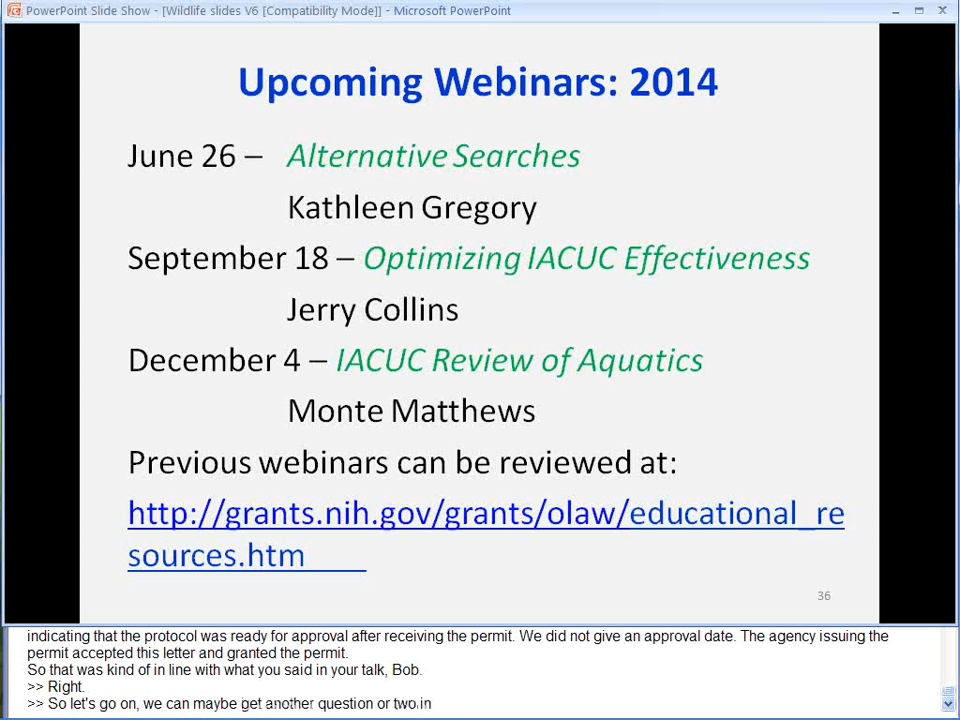 PowerPoint Slide Show - [Wildlife slides V6 [Compatibility Mode]] - Microsoft PowerPoint
Upcoming Webinars: 2014
June 26 – Alternative Searches
Kathleen Gregory
September 18 – Optimizing IACUC Effectiveness
Jerry Collins
December 4 – IACUC Review of Aquatics
Monte Matthews
Previous webinars can be reviewed at:
http://grants.nih.gov/grants/olaw/educational_re
sources.htm
36
indicating that the protocol was ready for approval after receiving the permit. We did not give an approval date. The agency issuing the
permit accepted this letter and granted the permit.
So that was kind of in line with what you said in your talk, Bob.
>> Right.
>> So let's go on, we can maybe get another question or two in